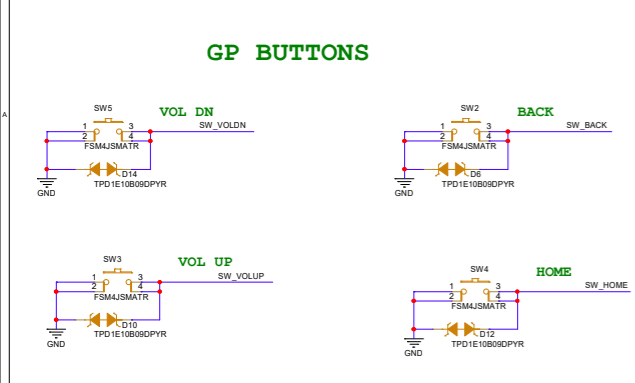 GP BUTTONS
A
SW5
VOL DN
1
3
SW_VOLDN
2
4
FSM4JSMATR
D14
TPD1E10B09DPYR
GND
SW2
BACK
1
3
SW_BACK
2
4
FSM4JSMATR
D6
TPD1E10B09DPYR
GND
SW3
VOL UP
1
3
SW_VOLUP
2
4
FSM4JSMATR
D10
TPD1E10B09DPYR
GND
SW4
HOME
1
3
SW_HOME
2
4
FSM4JSMATR
D12
TPD1E10B09DPYR
GND